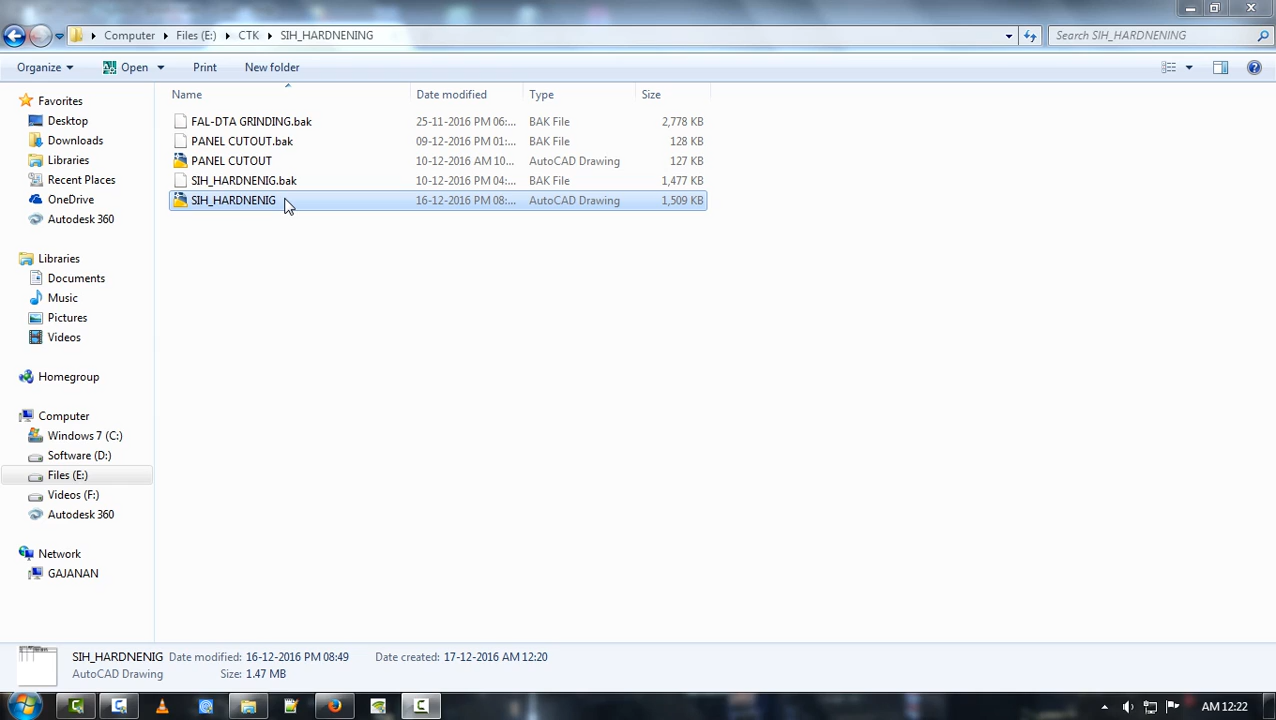 Computer Files (E:) CTK SIH_HARDNENING Search SIH_HARDNENING
Organize Open Print New folder
Name Date modified Type Size
FAL-DTA GRINDING.bak 25-11-2016 PM 06:... BAK File 2,778 KB
PANEL CUTOUT.bak 09-12-2016 PM 01:... BAK File 128 KB
PANEL CUTOUT 10-12-2016 AM 10... AutoCAD Drawing 127 KB
SIH_HARDNENIG.bak 10-12-2016 PM 04:... BAK File 1,477 KB
SIH_HARDNENIG 16-12-2016 PM 08:... AutoCAD Drawing 1,509 KB
Favorites
Desktop
Downloads
Libraries
Recent Places
OneDrive
Autodesk 360
Libraries
Documents
Music
Pictures
Videos
Homegroup
Computer
Windows 7 (C:)
Software (D:)
Files (E:)
Videos (F:)
Autodesk 360
Network
GAJANAN
SIH_HARDNENIG Date modified: 16-12-2016 PM 08:49 Date created: 17-12-2016 AM 12:20
AutoCAD Drawing Size: 1.47 MB
AM 12:22